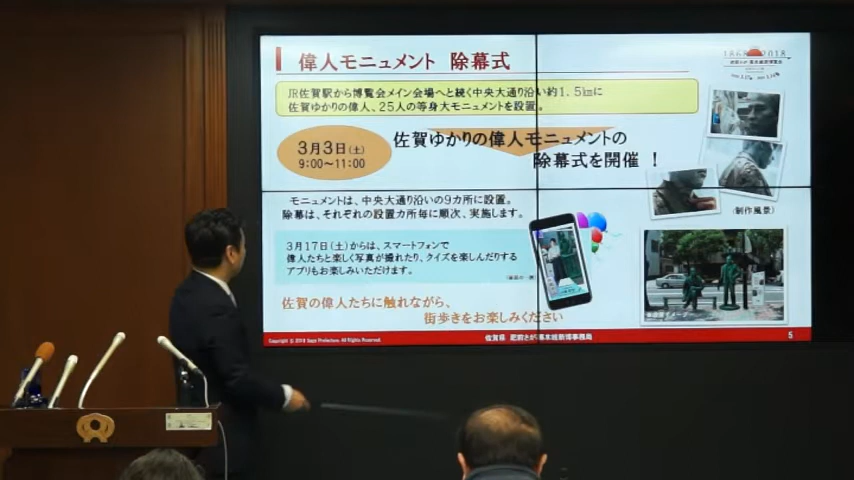 偉人モニュメント 除幕式
1868 2018
JR佐賀駅から博覧会メイン会場へと続く中央大通り沿い約1.5kmに
佐賀ゆかりの偉人、25人の等身大モニュメントを設置。
3月3日(土)
9:00～11:00
佐賀ゆかりの偉人モニュメントの
除幕式を開催 !
(制作風景)
モニュメントは、中央大通り沿いの9カ所に設置。
除幕は、それぞれの設置カ所毎に順次、実施します。
3月17日(土)からは、スマートフォンで
偉人たちと楽しく写真が撮れたり、クイズを楽しんだりする
アプリもお楽しみいただけます。
佐賀の偉人たちに触れながら、
街歩きをお楽しみください
Copyright © 2018 Saga Prefecture. All Rights Reserved.
佐賀県 肥前さが幕末維新博事務局
5